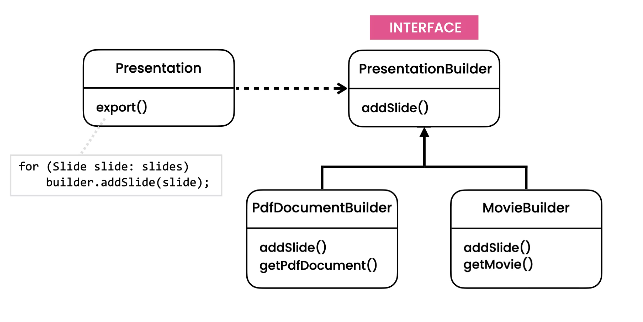 INTERFACE
Presentation
export()
for (Slide slide: slides)
    builder.addSlide(slide);
PresentationBuilder
addSlide()
PdfDocumentBuilder
addSlide()
getPdfDocument()
MovieBuilder
addSlide()
getMovie()